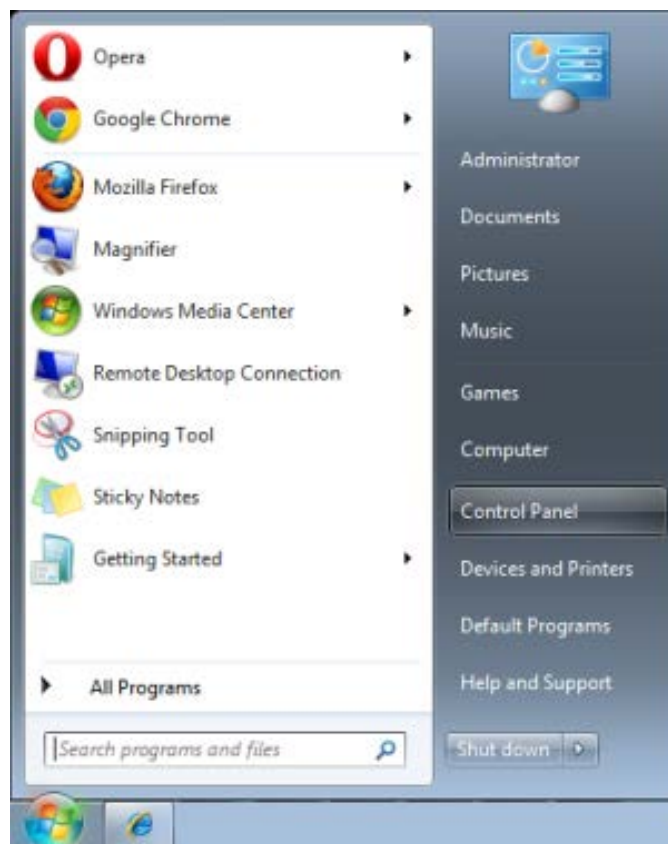 Opera
Google Chrome
Mozilla Firefox
Magnifier
Windows Media Center
Remote Desktop Connection
Snipping Tool
Sticky Notes
Getting Started
All Programs
Search programs and files
Administrator
Documents
Pictures
Music
Games
Computer
Control Panel
Devices and Printers
Default Programs
Help and Support
Shut down